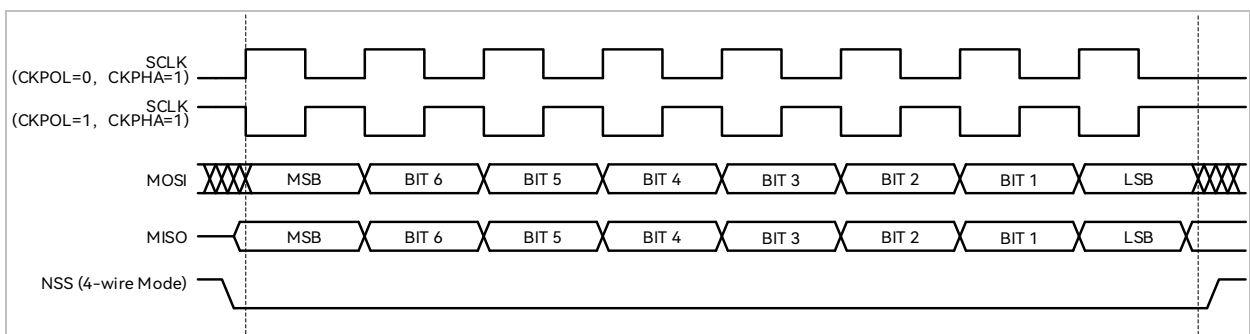 SCLK
(CKPOL=0, CKPHA=1)
SCLK
(CKPOL=1, CKPHA=1)
MOSI MSB BIT 6 BIT 5 BIT 4 BIT 3 BIT 2 BIT 1 LSB
MISO MSB BIT 6 BIT 5 BIT 4 BIT 3 BIT 2 BIT 1 LSB
NSS (4-wire Mode)